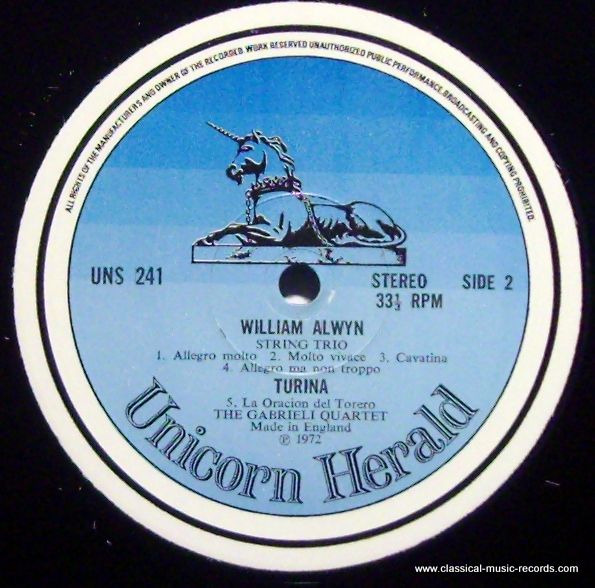 ALL RIGHTS OF THE MANUFACTURERS AND OWNER OF THE RECORDED WORK RESERVED UNAUTHORIZED PUBLIC PERFORMANCE, BROADCASTING AND COPYING PROHIBITED.
UNS 241
STEREO SIDE 2
33⅓ RPM
WILLIAM ALWYN
STRING TRIO
1. Allegro molto 2. Molto vivace 3. Cavatina
4. Allegro ma non troppo
TURINA
5. La Oracion del Torero
THE GABRIELI QUARTET
Made in England
℗ 1972
Unicorn Herald
www.classical-music-records.com